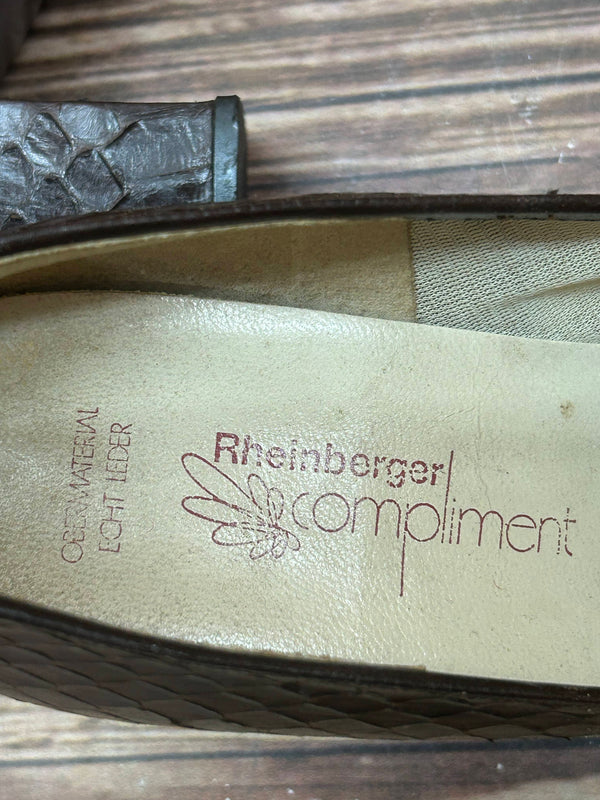 OBERMATERIAL
ECHT LEDER
Rheinberger
compliment